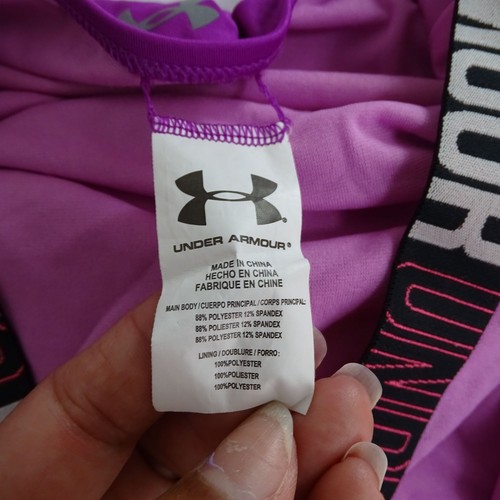 UNDER ARMOUR®
MADE IN CHINA
HECHO EN CHINA
FABRIQUE EN CHINE
MAIN BODY / CUERPO PRINCIPAL / CORPS PRINCIPAL:
88% POLYESTER 12% SPANDEX
88% POLIESTER 12% SPANDEX
88% POLYESTER 12% SPANDEX
LINING / DOUBLURE / FORRO:
100%POLYESTER
100%POLIESTER
100%POLYESTER